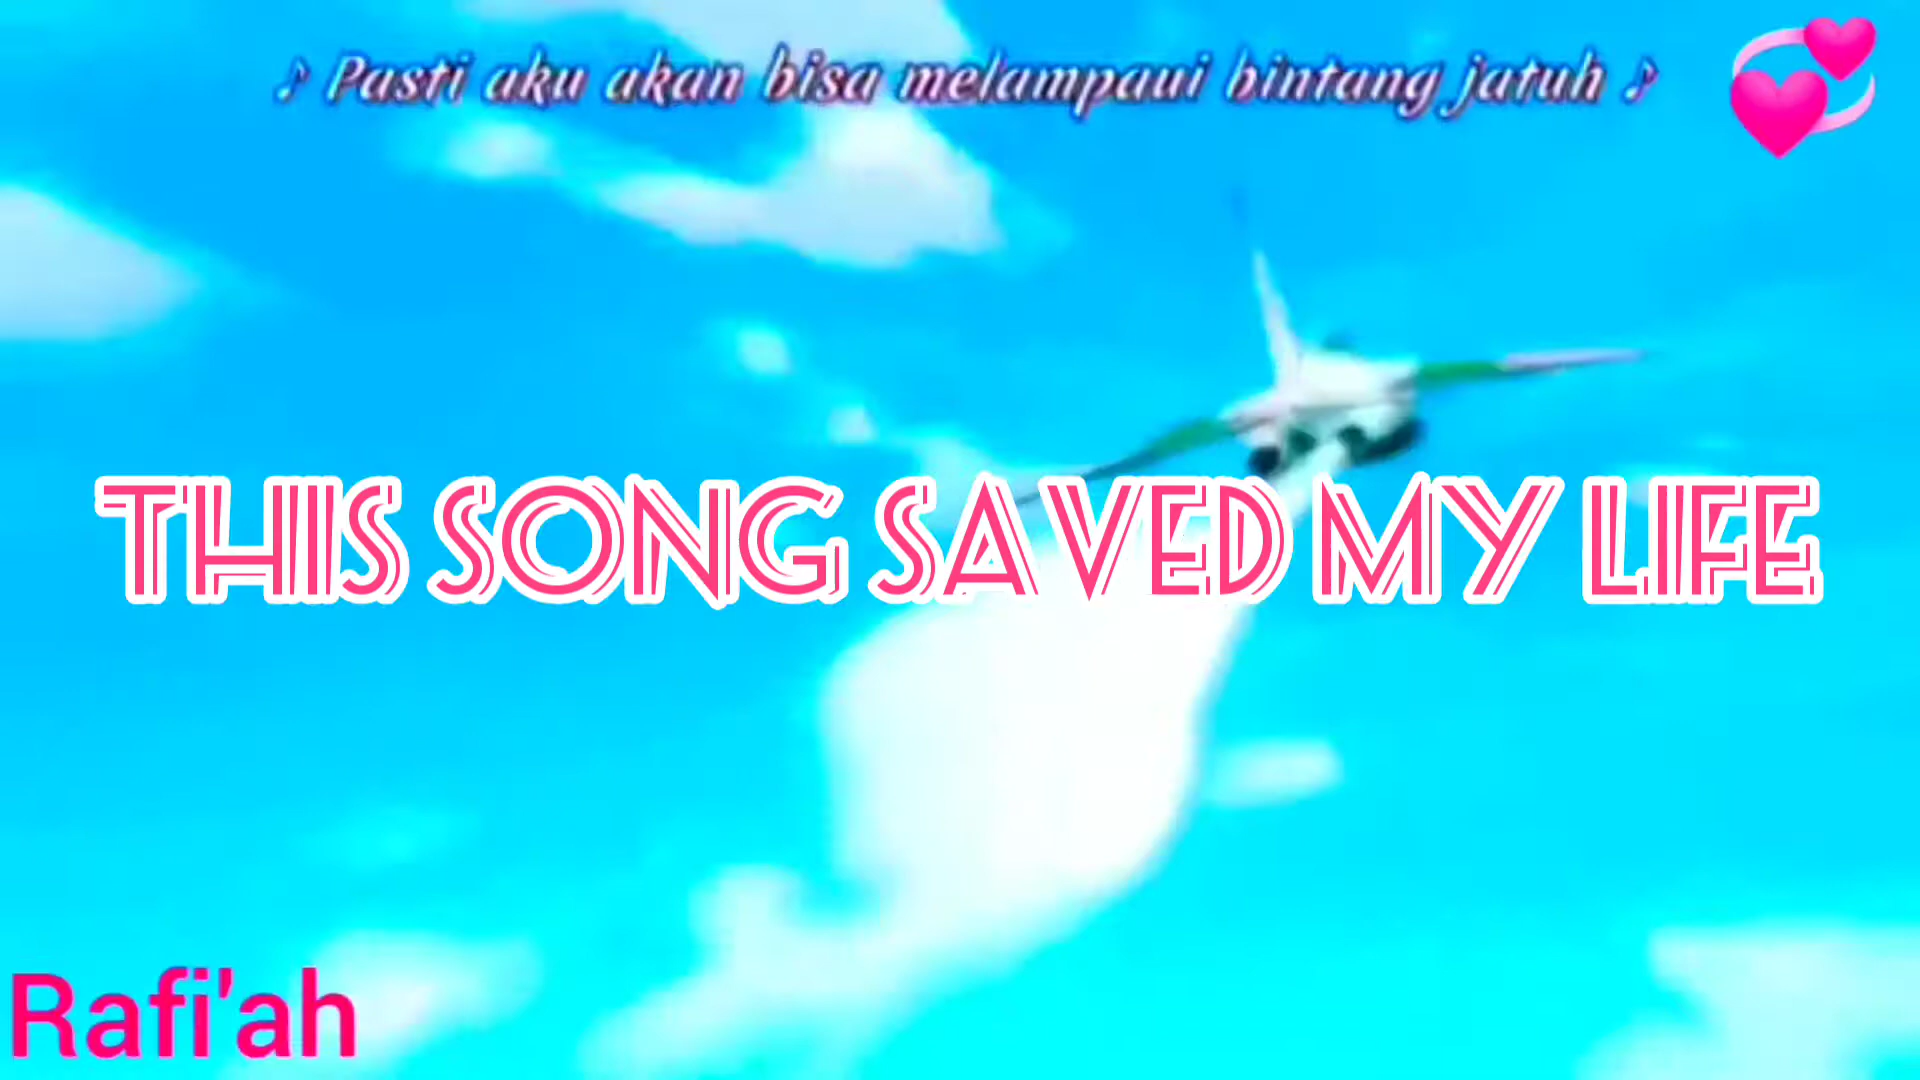 ♪ Pasti aku akan bisa melampaui bintang jatuh ♪
THIS SONG SAVED MY LIFE
Rafi'ah